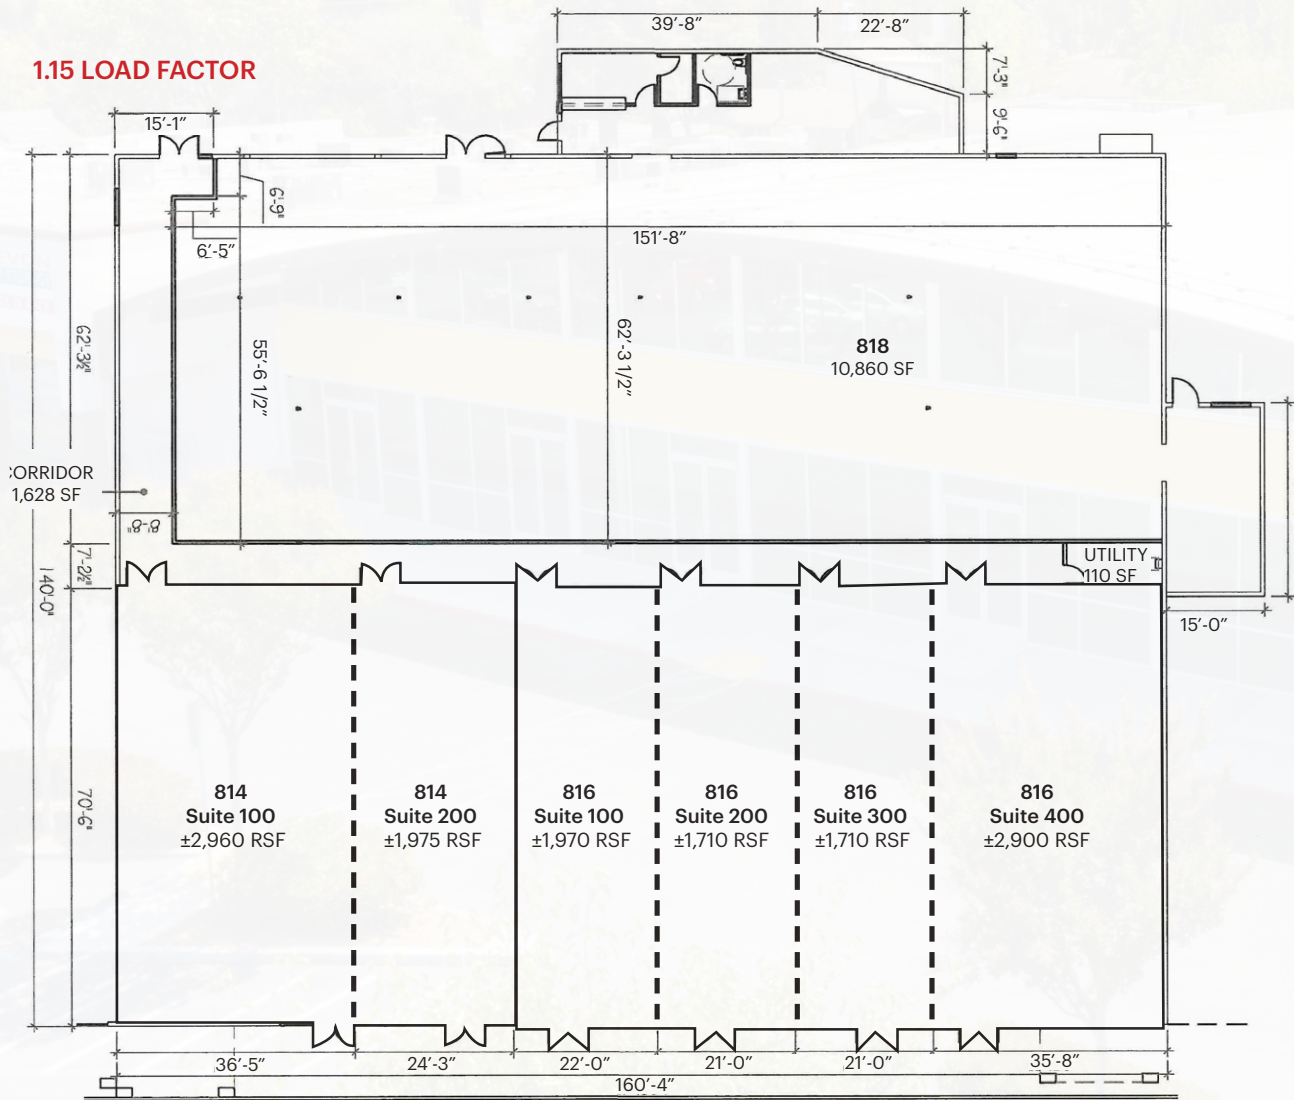 39'-8"
22'-8"
1.15 LOAD FACTOR
7'-3"
9'-6"
15'-1"
6'-9"
6'-5"
151'-8"
62'-3½"
55'-6 1/2"
62'-3 1/2"
818
10,860 SF
CORRIDOR
1,628 SF
8'-8"
7'-2½"
UTILITY
110 SF
140'-0"
15'-0"
70'-6"
814
Suite 100
±2,960 RSF
814
Suite 200
±1,975 RSF
816
Suite 100
±1,970 RSF
816
Suite 200
±1,710 RSF
816
Suite 300
±1,710 RSF
816
Suite 400
±2,900 RSF
36'-5"
24'-3"
22'-0"
21'-0"
21'-0"
35'-8"
160'-4"